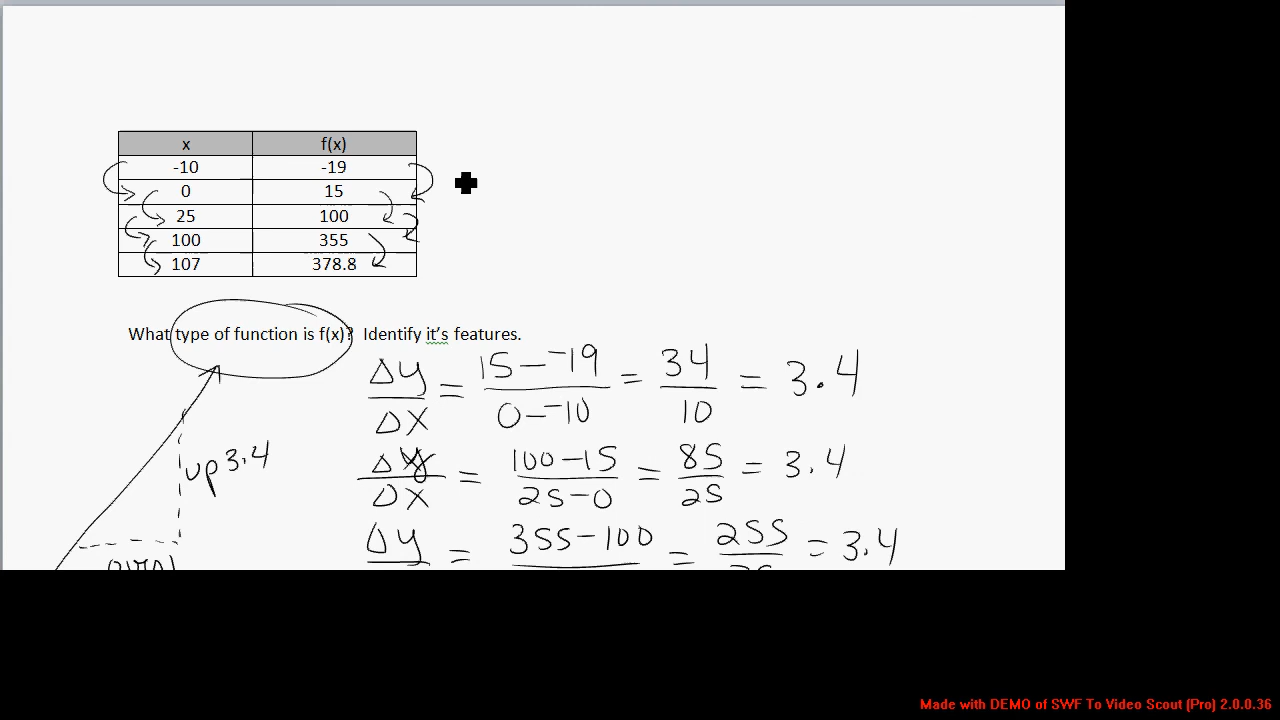 x f(x)
-10 -19
0 15
25 100
100 355
107 378.8
What type of function is f(x)? Identify it's features.
Δy/Δx = 15--19/0--10 = 34/10 = 3.4
Δy/Δx = 100-15/25-0 = 85/25 = 3.4
up 3.4
Δy = 355-100 = 255 = 3.4
Made with DEMO of SWF To Video Scout (Pro) 2.0.0.36